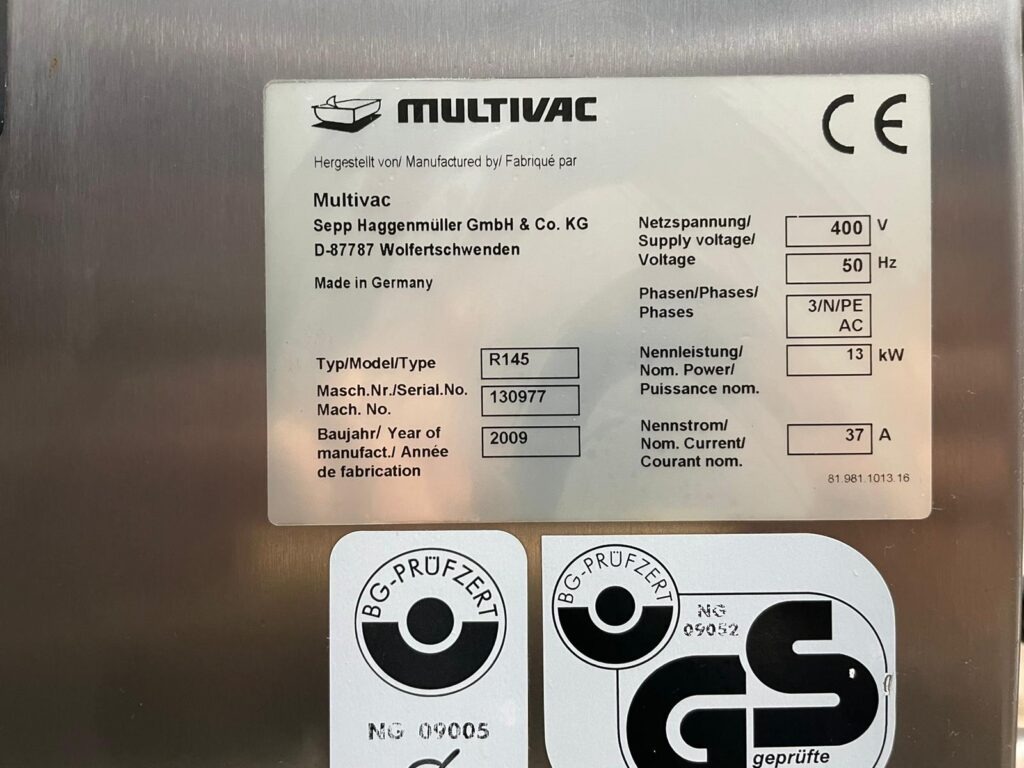 MULTIVAC
CE
Hergestellt von/ Manufactured by/ Fabriqué par
Multivac
Sepp Haggenmüller GmbH & Co. KG
D-87787 Wolfertschwenden
Made in Germany
Typ/Model/Type R145
Masch.Nr./Serial.No.
Mach. No. 130977
Baujahr/ Year of
manufact./ Année
de fabrication 2009
Netzspannung/
Supply voltage/
Voltage
400 V
50 Hz
Phasen/Phases/
Phases
3/N/PE
AC
Nennleistung/
Nom. Power/
Puissance nom.
13 kW
Nennstrom/
Nom. Current/
Courant nom.
37 A
81.981.1013.16
BG-PRÜFZERT
NG 09005
BG-PRÜFZERT
NG
09052
GS
geprüfte